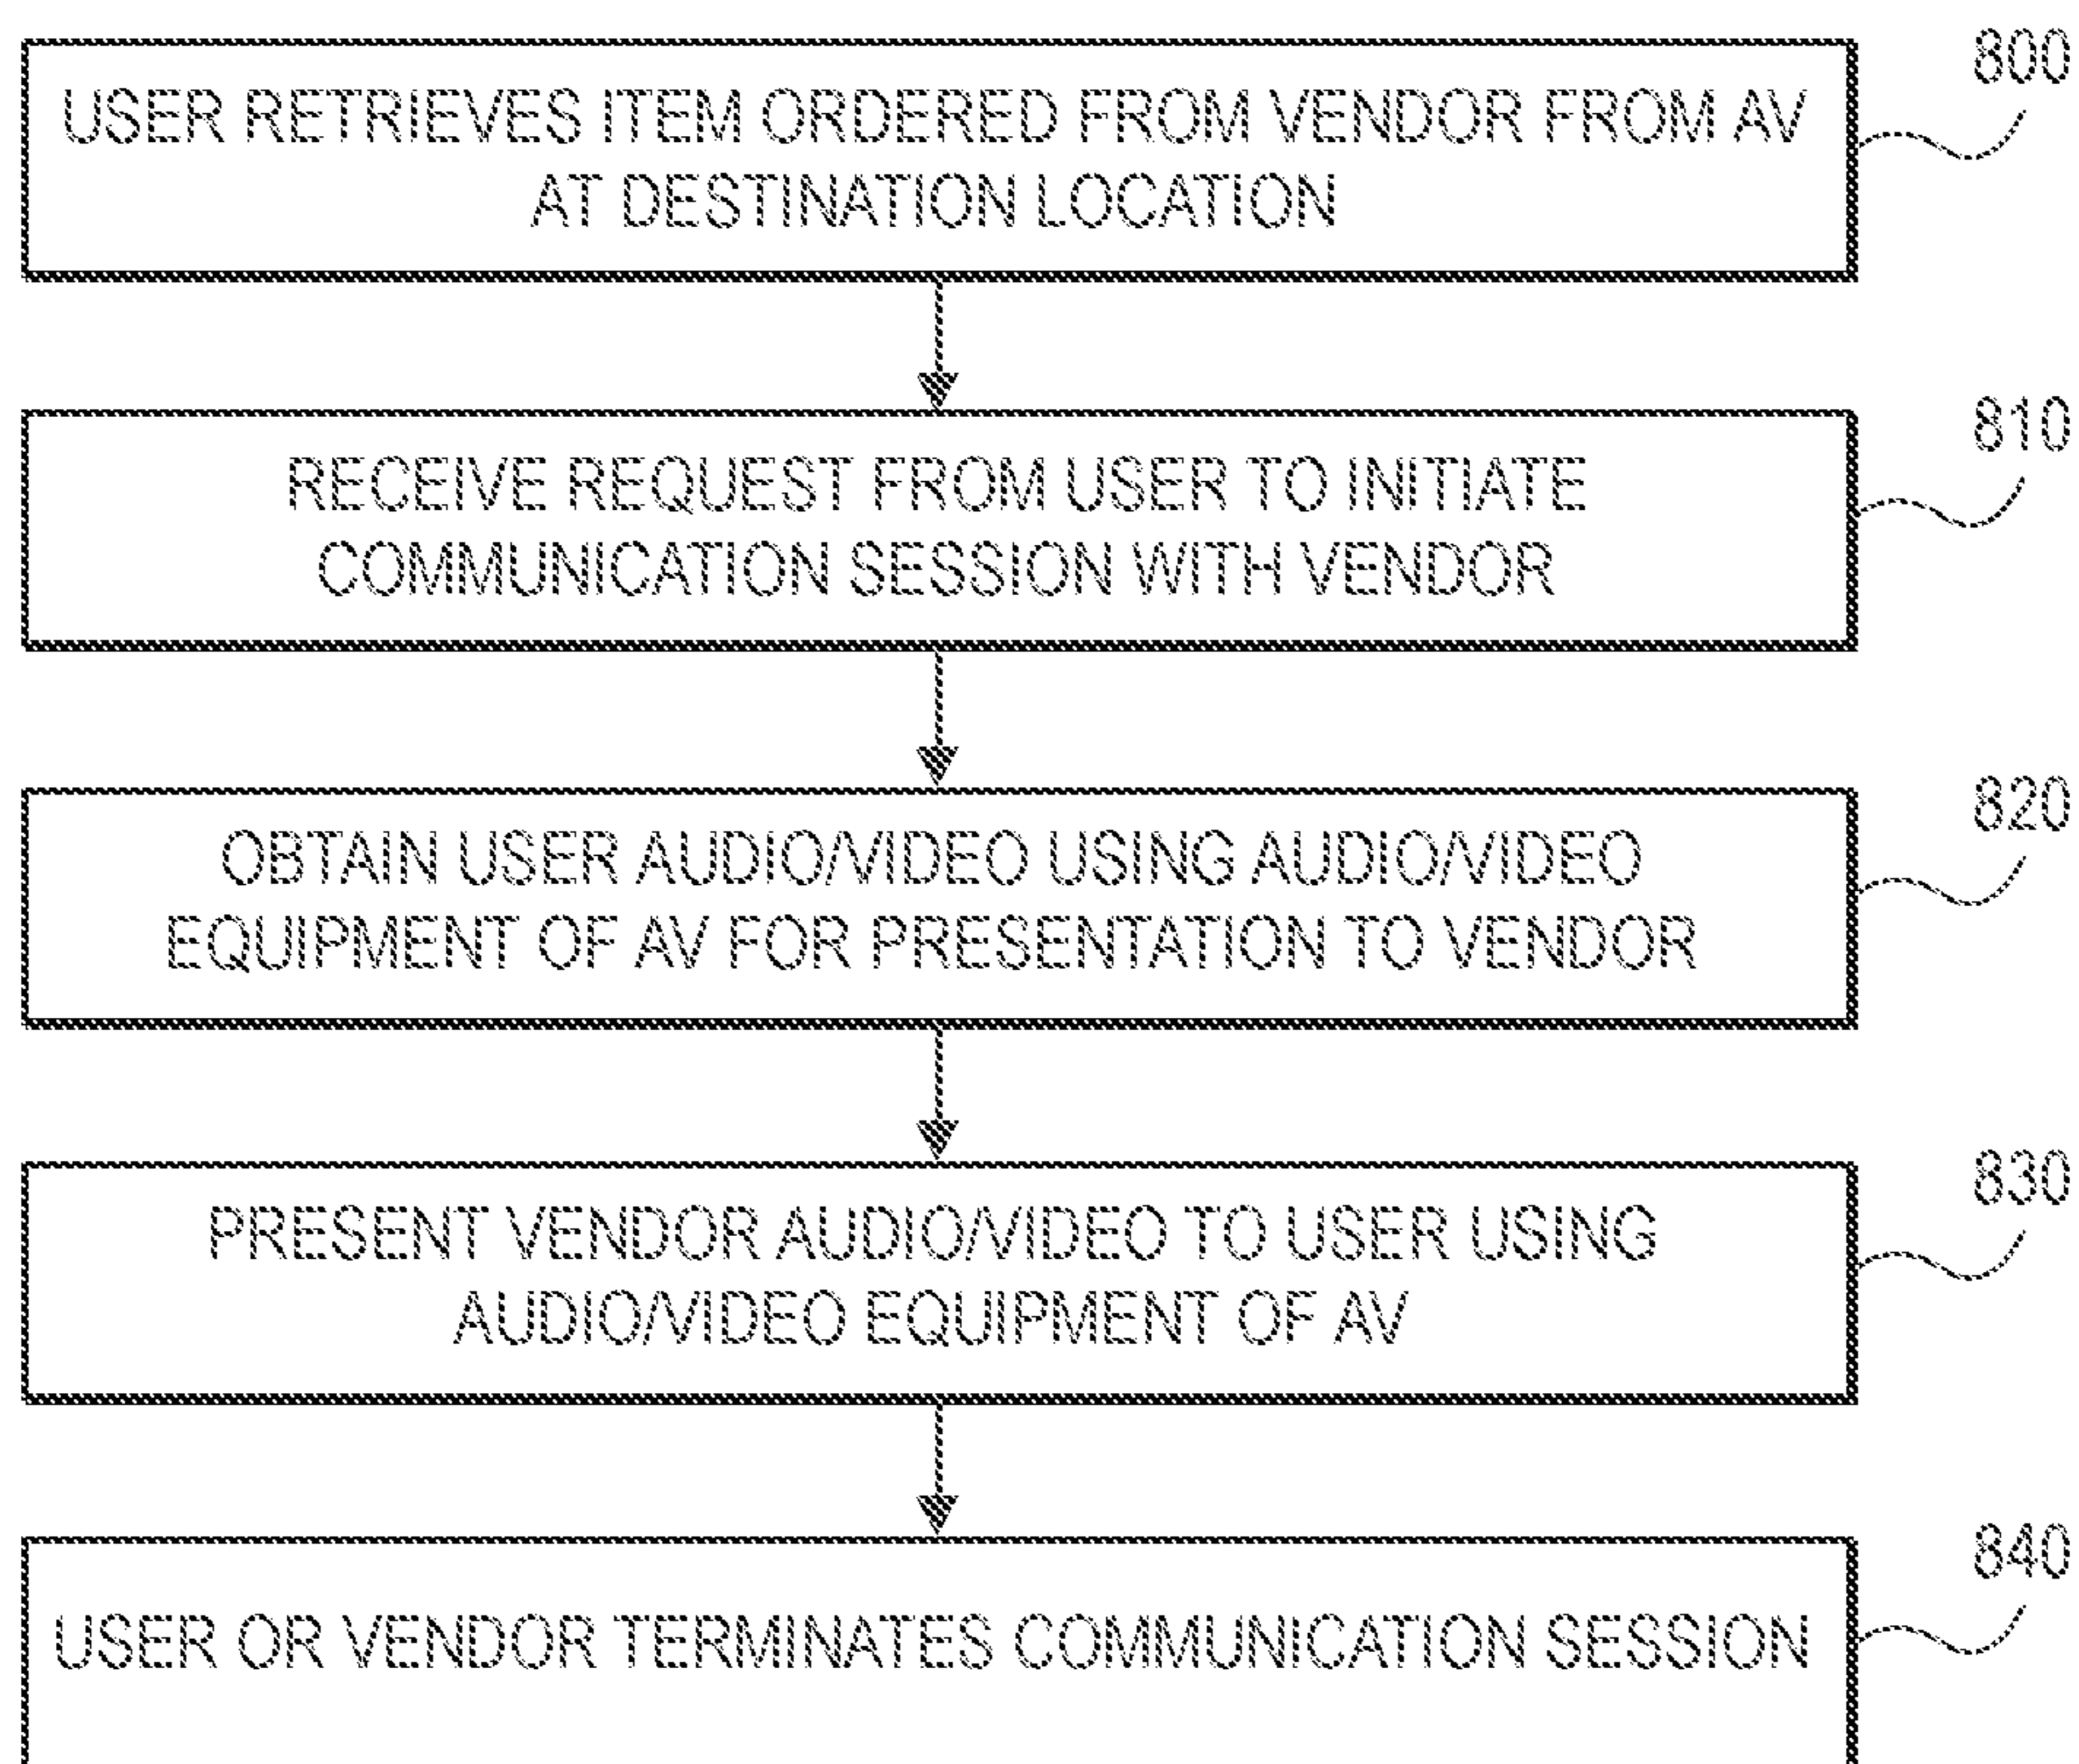 800
USER RETRIEVES ITEM ORDERED FROM VENDOR FROM AV
AT DESTINATION LOCATION
810
RECEIVE REQUEST FROM USER TO INITIATE
COMMUNICATION SESSION WITH VENDOR
820
OBTAIN USER AUDIO/VIDEO USING AUDIO/VIDEO
EQUIPMENT OF AV FOR PRESENTATION TO VENDOR
830
PRESENT VENDOR AUDIO/VIDEO TO USER USING
AUDIO/VIDEO EQUIPMENT OF AV
840
USER OR VENDOR TERMINATES COMMUNICATION SESSION